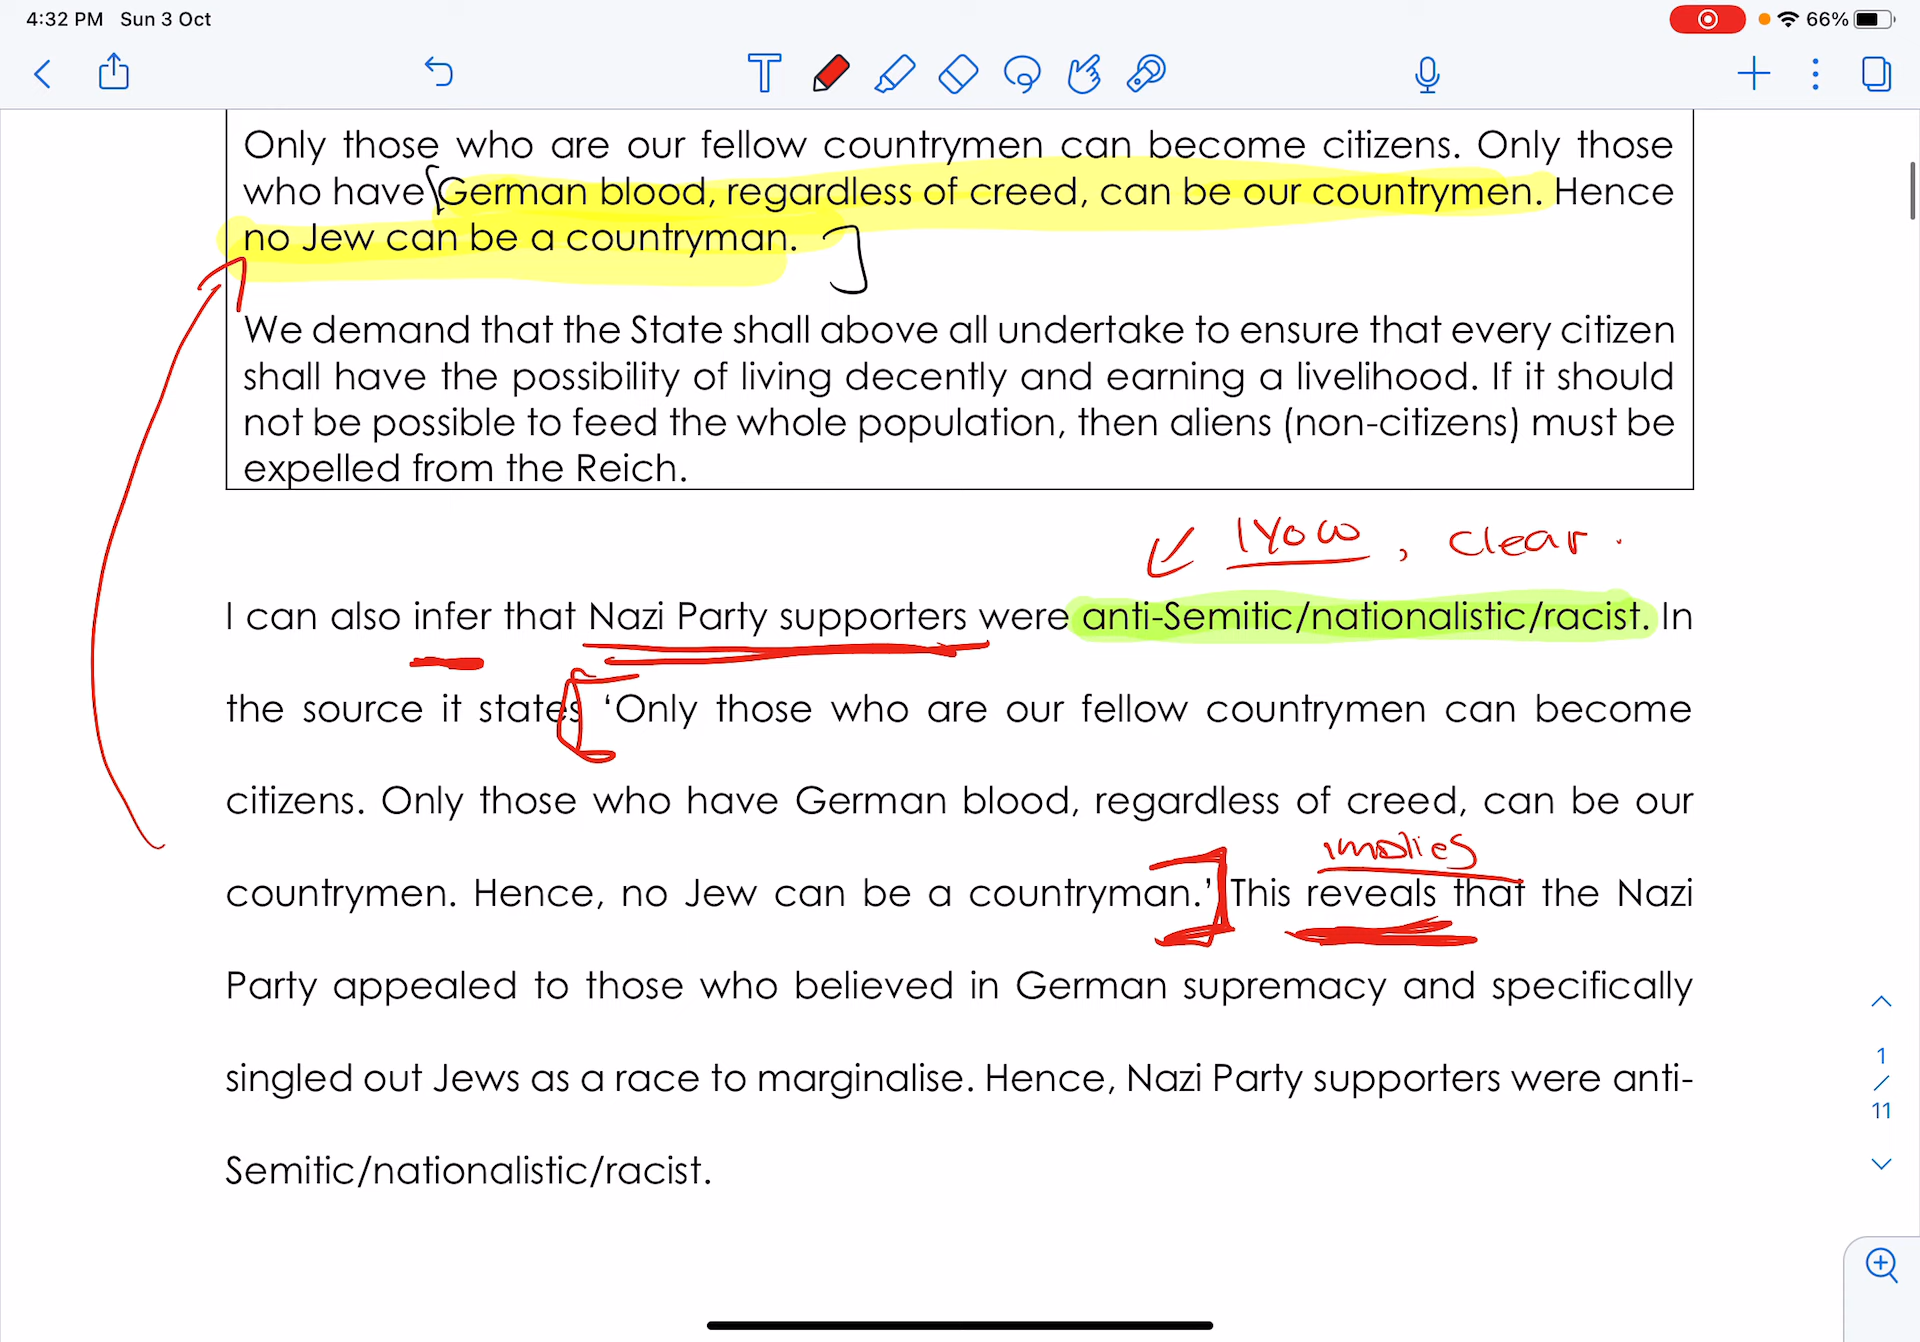 4:32 PM Sun 3 Oct
66%
Only those who are our fellow countrymen can become citizens. Only those
who have German blood, regardless of creed, can be our countrymen. Hence
no Jew can be a countryman.
We demand that the State shall above all undertake to ensure that every citizen
shall have the possibility of living decently and earning a livelihood. If it should
not be possible to feed the whole population, then aliens (non-citizens) must be
expelled from the Reich.
, clear.
I can also infer that Nazi Party supporters were anti-Semitic/nationalistic/racist. In
the source it states 'Only those who are our fellow countrymen can become
citizens. Only those who have German blood, regardless of creed, can be our
implies
countrymen. Hence, no Jew can be a countryman.' This reveals that the Nazi
Party appealed to those who believed in German supremacy and specifically
singled out Jews as a race to marginalise. Hence, Nazi Party supporters were anti-
Semitic/nationalistic/racist.
1
/
11